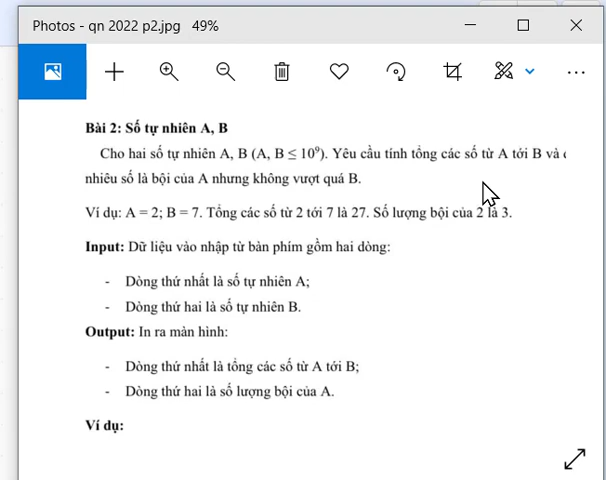 Photos - qn 2022 p2.jpg 49%
Bài 2: Số tự nhiên A, B
Cho hai số tự nhiên A, B (A, B ≤ 10⁹). Yêu cầu tính tổng các số từ A tới B và
nhiêu số là bội của A nhưng không vượt quá B.
Ví dụ: A = 2; B = 7. Tổng các số từ 2 tới 7 là 27. Số lượng bội của 2 là 3.
Input: Dữ liệu vào nhập từ bàn phím gồm hai dòng:
- Dòng thứ nhất là số tự nhiên A;
- Dòng thứ hai là số tự nhiên B.
Output: In ra màn hình:
- Dòng thứ nhất là tổng các số từ A tới B;
- Dòng thứ hai là số lượng bội của A.
Ví dụ: